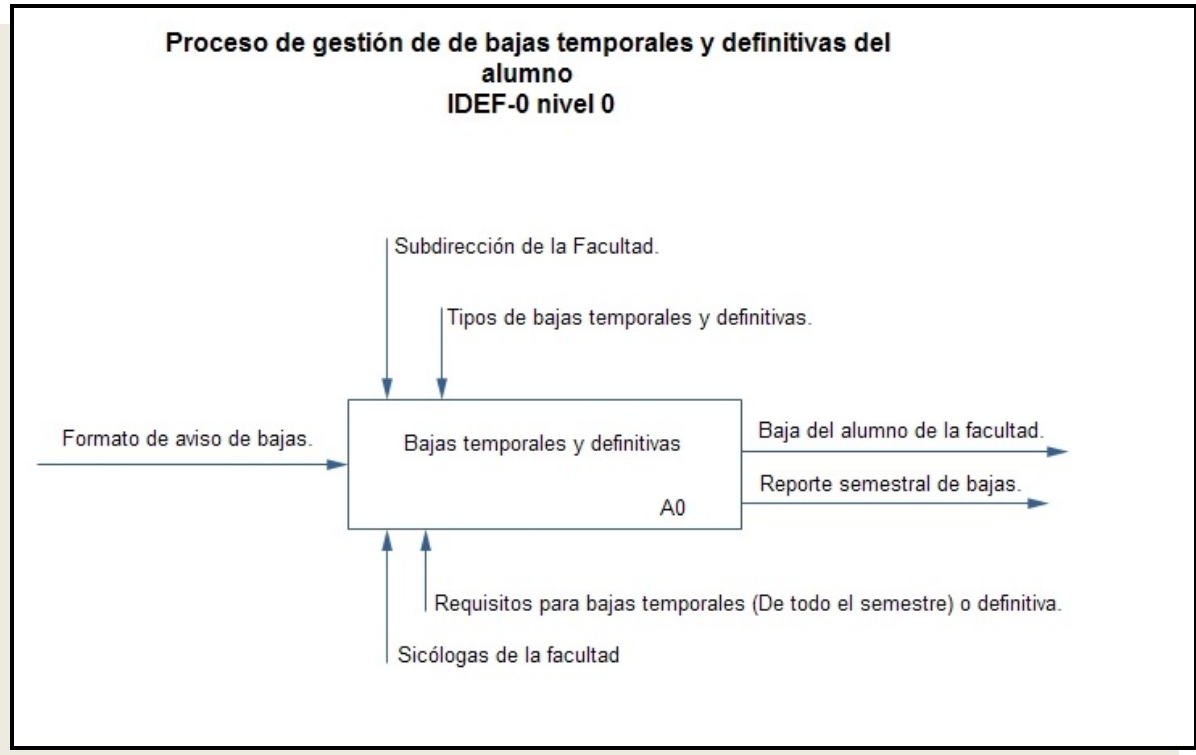 Proceso de gestión de de bajas temporales y definitivas del
alumno
IDEF-0 nivel 0
Subdirección de la Facultad.
Tipos de bajas temporales y definitivas.
Formato de aviso de bajas.
Bajas temporales y definitivas
A0
Baja del alumno de la facultad.
Reporte semestral de bajas.
Requisitos para bajas temporales (De todo el semestre) o definitiva.
Sicólogas de la facultad